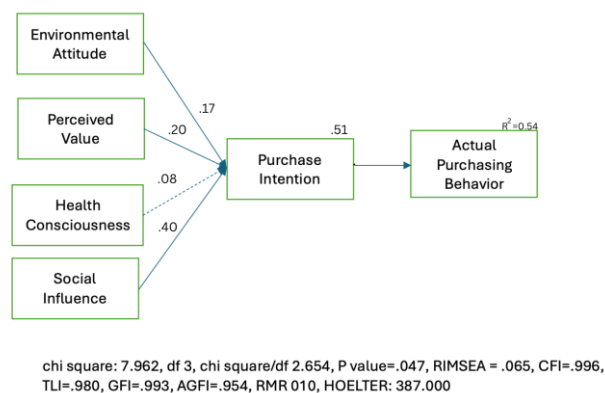 Environmental
Attitude
.17
Perceived
Value
.20
.51
R²=0.54
Purchase
Intention
Actual
Purchasing
Behavior
.08
Health
Consciousness
.40
Social
Influence
chi square: 7.962, df 3, chi square/df 2.654, P value=.047, RIMSEA = .065, CFI=.996,
TLI=.980, GFI=.993, AGFI=.954, RMR 010, HOELTER: 387.000